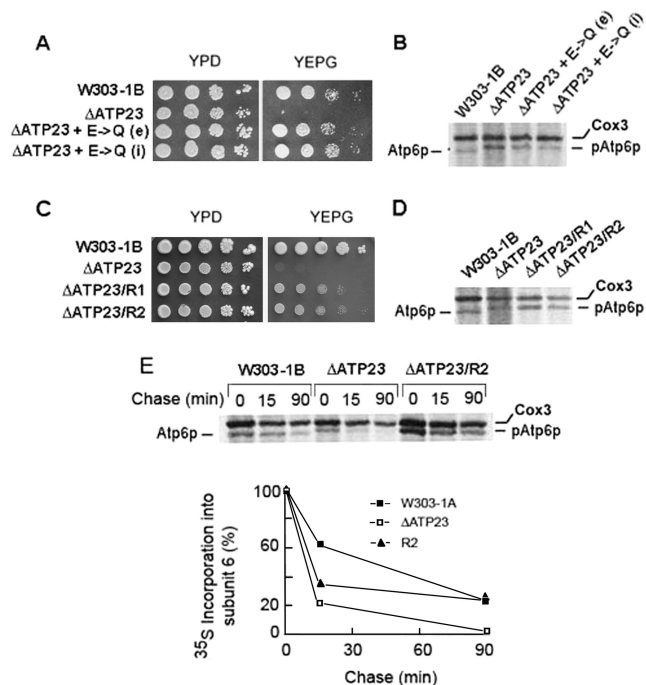 A
YPD
YEPG
W303-1B
ΔATP23
ΔATP23 + E->Q (e)
ΔATP23 + E->Q (i)
B
W303-1B
ΔATP23
ΔATP23 + E->Q (e)
ΔATP23 + E->Q (i)
Atp6p
Cox3
pAtp6p
C
YPD
YEPG
W303-1B
ΔATP23
ΔATP23/R1
ΔATP23/R2
D
W303-1B
ΔATP23
ΔATP23/R1
ΔATP23/R2
Atp6p
Cox3
pAtp6p
E
W303-1B ΔATP23 ΔATP23/R2
Chase (min) 0 15 90 0 15 90 0 15 90
Atp6p
Cox3
pAtp6p
35S Incorporation into
subunit 6 (%)
100
60
20
0
W303-1A
ΔATP23
R2
0 30 60 90
Chase (min)